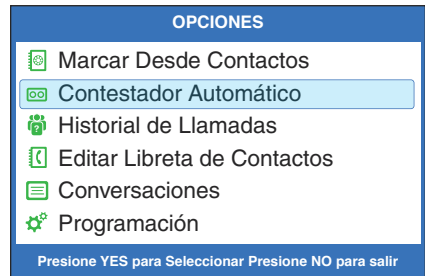 OPCIONES
Marcar Desde Contactos
Contestador Automático
Historial de Llamadas
Editar Libreta de Contactos
Conversaciones
Programación
Presione YES para Seleccionar Presione NO para salir